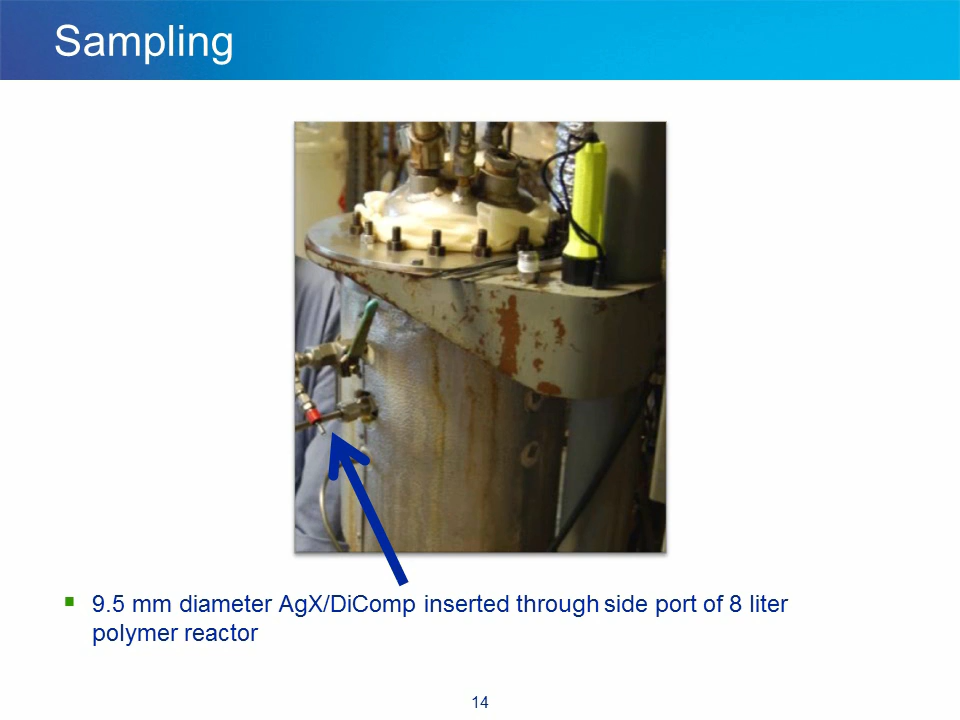 Sampling
9.5 mm diameter AgX/DiComp inserted through side port of 8 liter
polymer reactor
14